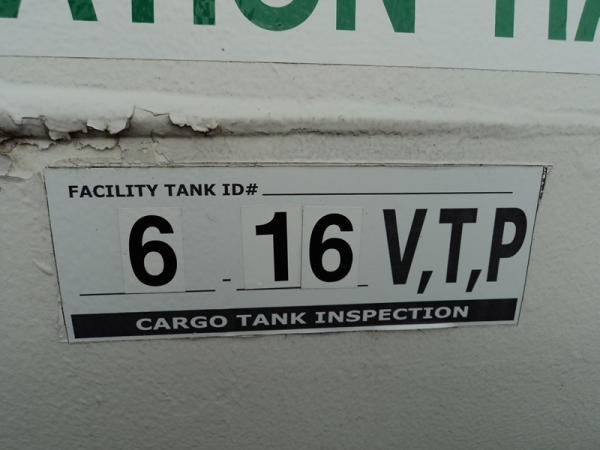 FACILITY TANK ID#
6 - 16 V,T,P
CARGO TANK INSPECTION